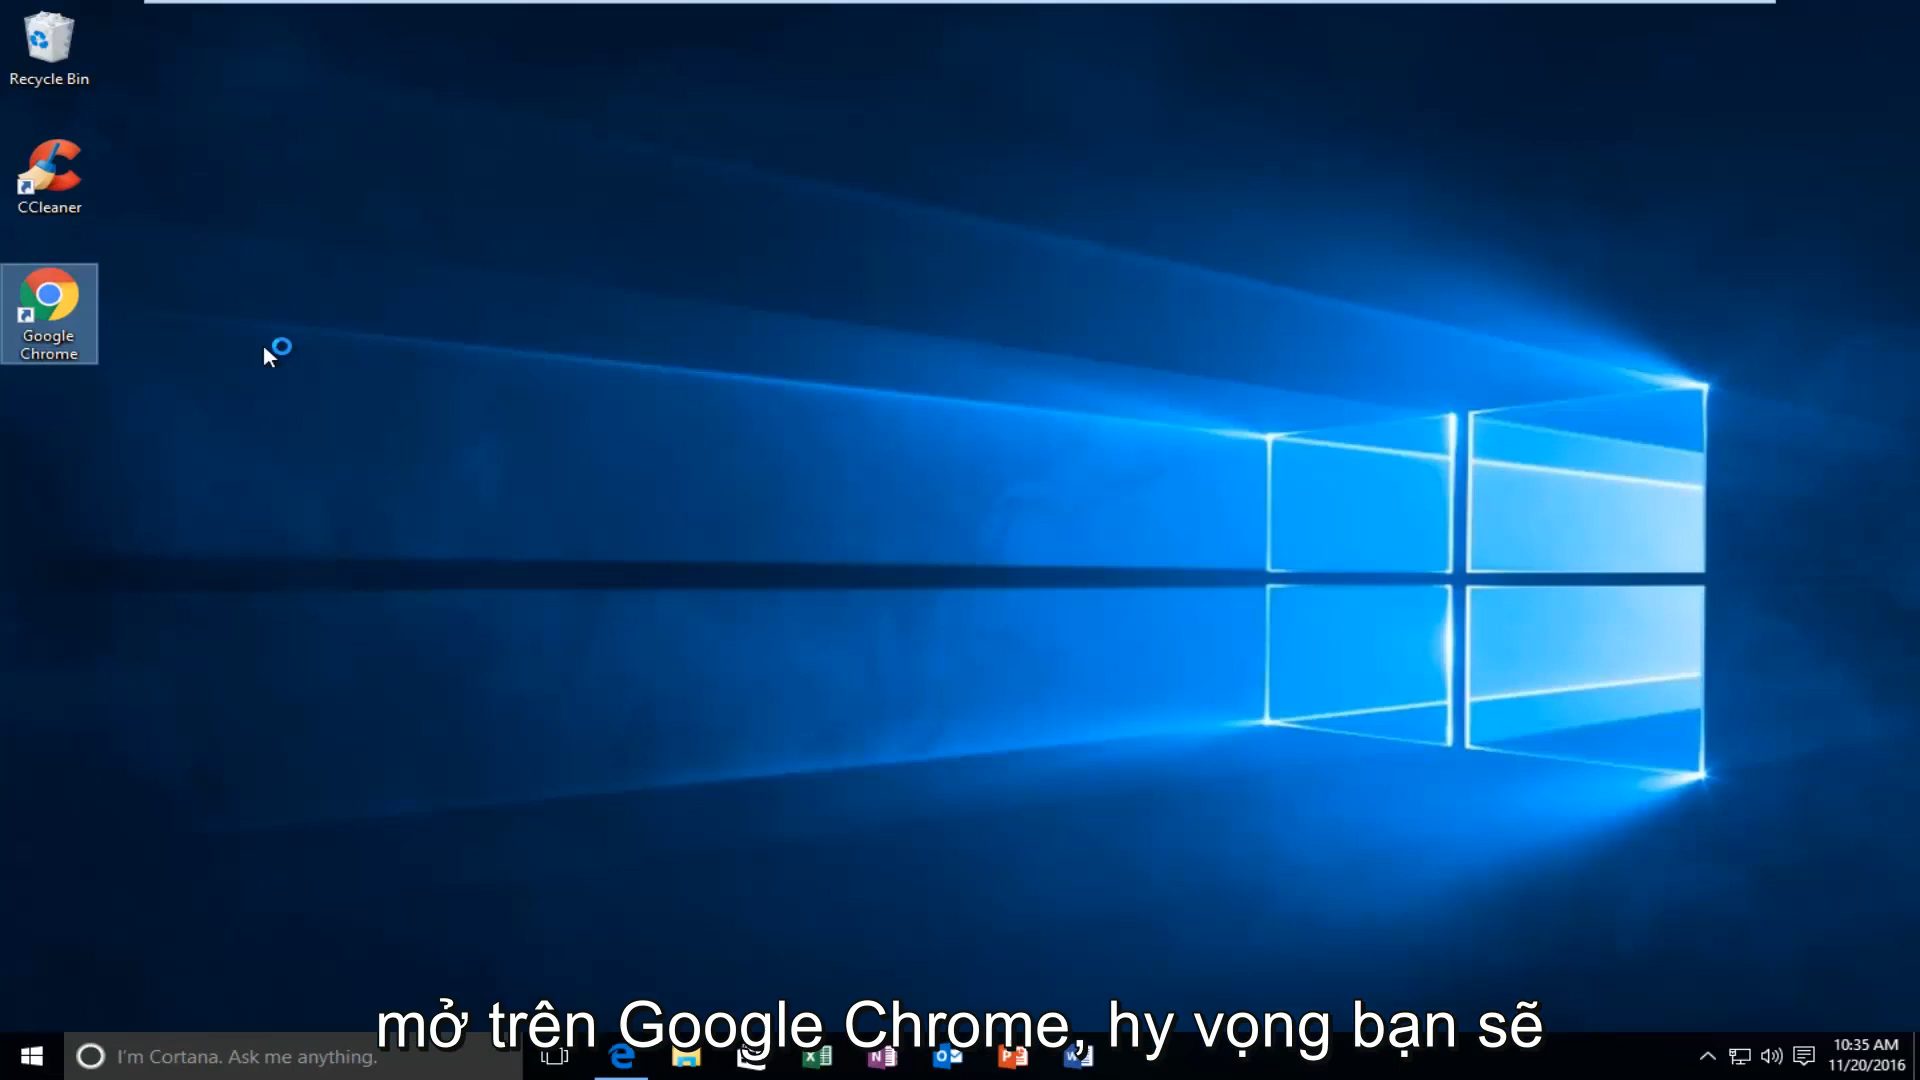 Recycle Bin
CCleaner
Google
Chrome
mở trên Google Chrome, hy vọng bạn sẽ
I'm Cortana. Ask me anything.
10:35 AM
11/20/2016